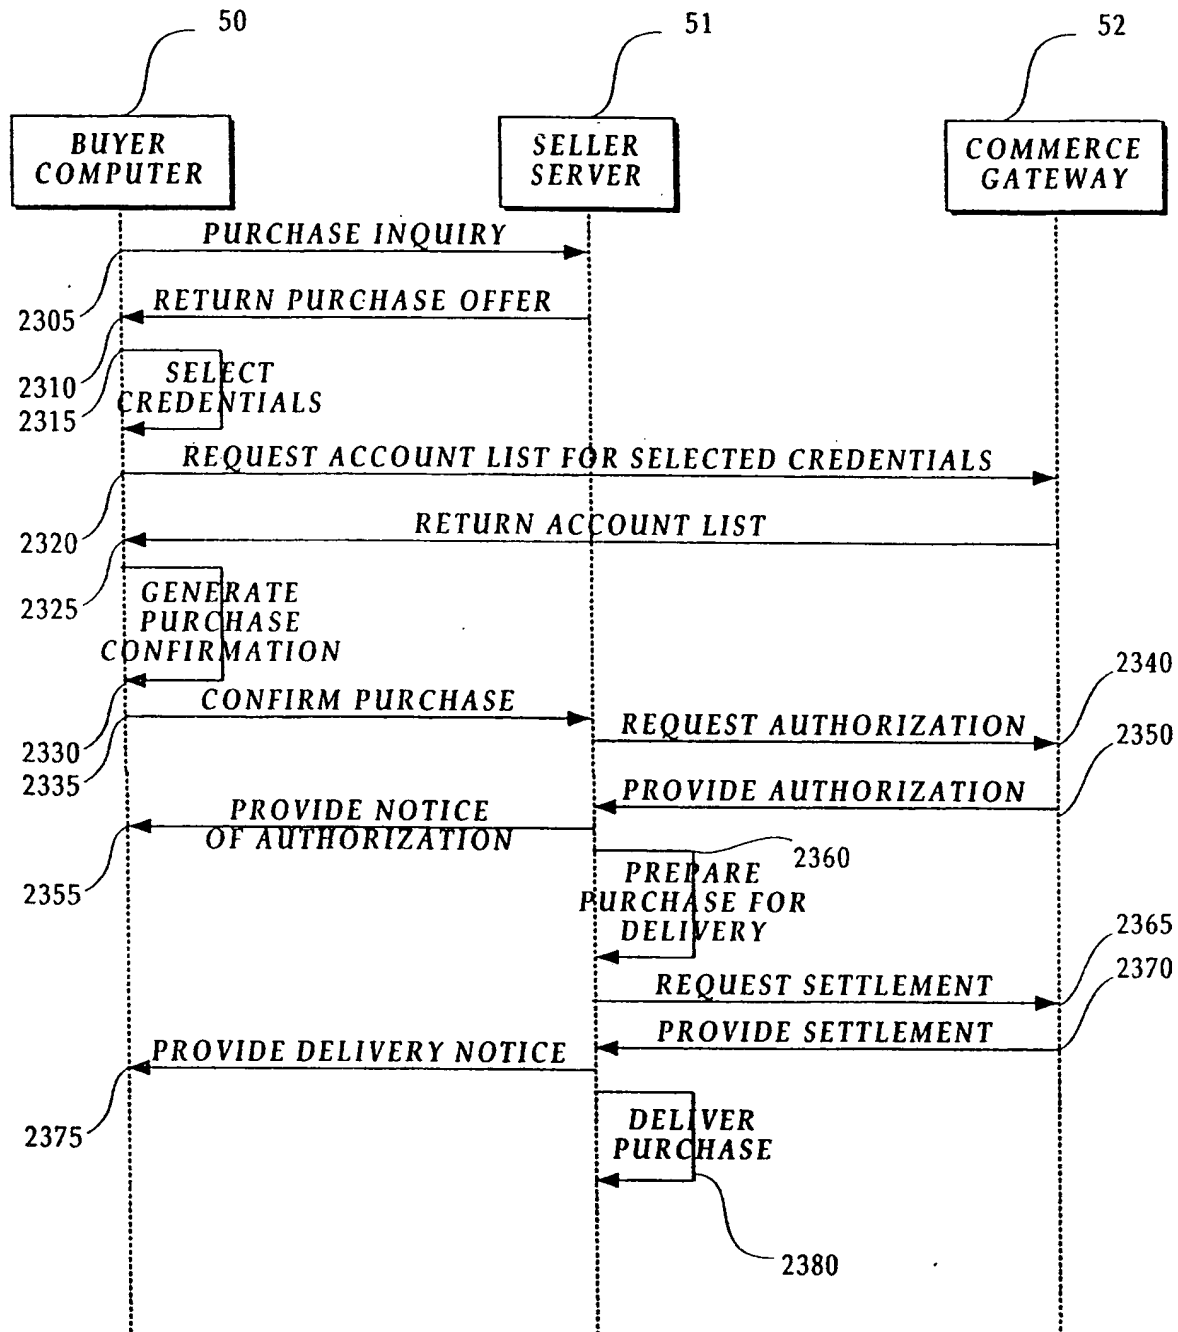 50
51
52
BUYER
COMPUTER
SELLER
SERVER
COMMERCE
GATEWAY
PURCHASE INQUIRY
2305
RETURN PURCHASE OFFER
2310
2315
SELECT
CREDENTIALS
REQUEST ACCOUNT LIST FOR SELECTED CREDENTIALS
2320
RETURN ACCOUNT LIST
2325
GENERATE
PURCHASE
CONFIRMATION
2330
CONFIRM PURCHASE
2335
REQUEST AUTHORIZATION
2340
PROVIDE AUTHORIZATION
2350
PROVIDE NOTICE
OF AUTHORIZATION
2355
2360
PREPARE
PURCHASE FOR
DELIVERY
REQUEST SETTLEMENT
2365
PROVIDE SETTLEMENT
2370
PROVIDE DELIVERY NOTICE
2375
DELIVER
PURCHASE
2380